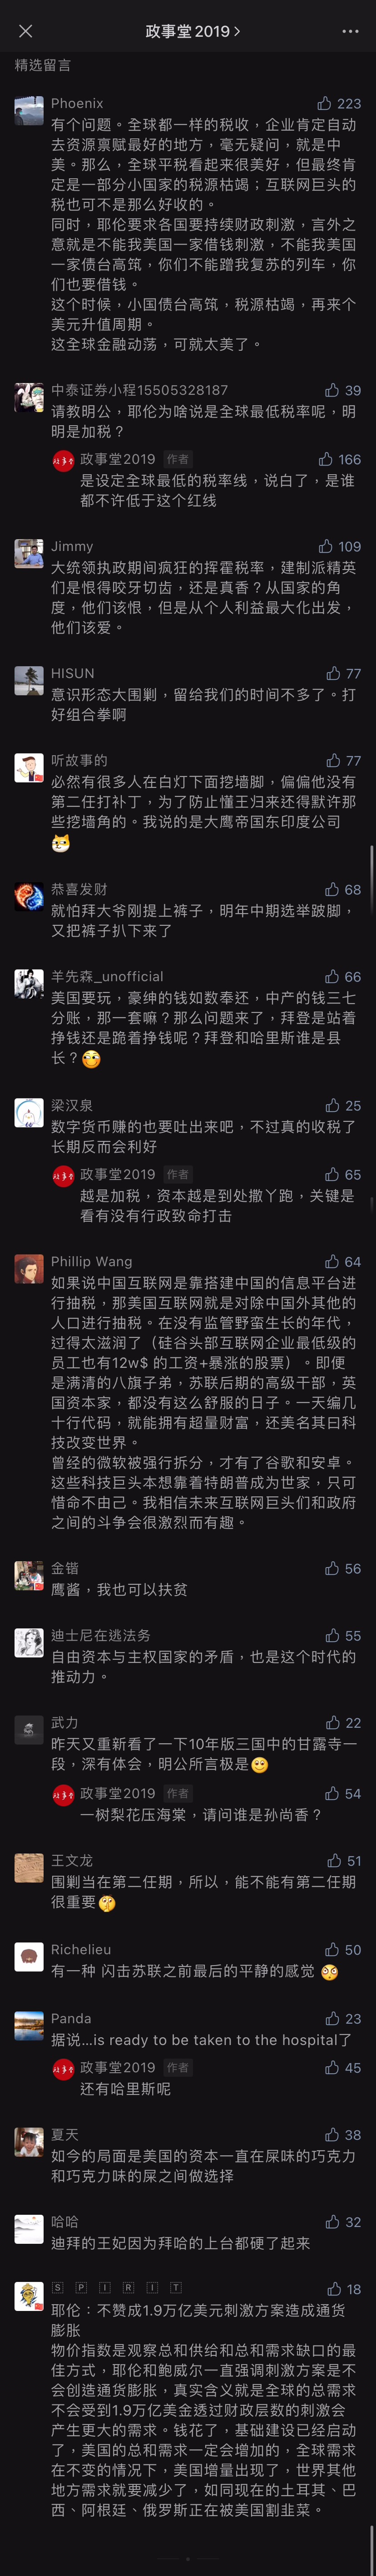 政事堂2019
精选留言
Phoenix 223
有个问题。全球都一样的税收，企业肯定自动
去资源禀赋最好的地方，毫无疑问，就是中
美。那么，全球平税看起来很美好，但最终肯
定是一部分小国家的税源枯竭；互联网巨头的
税也可不是那么好收的。
同时，耶伦要求各国要持续财政刺激，言外之
意就是不能我美国一家借钱刺激，不能我美国
一家债台高筑，你们不能蹭我复苏的列车，你
们也要借钱。
这个时候，小国债台高筑，税源枯竭，再来个
美元升值周期。
这全球金融动荡，可就太美了。
中泰证券小程15505328187 39
请教明公，耶伦为啥说是全球最低税率呢，明
明是加税？
政事堂2019 作者 166
是设定全球最低的税率线，说白了，是谁
都不许低于这个红线
Jimmy 109
大统领执政期间疯狂的挥霍税率，建制派精英
们是恨得咬牙切齿，还是真香？从国家的角
度，他们该恨，但是从个人利益最大化出发，
他们该爱。
HISUN 77
意识形态大围剿，留给我们的时间不多了。打
好组合拳啊
听故事的 77
必然有很多人在白灯下面挖墙脚，偏偏他没有
第二任打补丁，为了防止懂王归来还得默许那
些挖墙角的。我说的是大鹰帝国东印度公司
恭喜发财 68
就怕拜大爷刚提上裤子，明年中期选举跛脚，
又把裤子扒下来了
羊先森_unofficial 66
美国要玩，豪绅的钱如数奉还，中产的钱三七
分账，那一套嘛？那么问题来了，拜登是站着
挣钱还是跪着挣钱呢？拜登和哈里斯谁是县
长？
梁汉泉 25
数字货币赚的也要吐出来吧，不过真的收税了
长期反而会利好
政事堂2019 作者 65
越是加税，资本越是到处撒丫跑，关键是
看有没有行政致命打击
Phillip Wang 64
如果说中国互联网是靠搭建中国的信息平台进
行抽税，那美国互联网就是对除中国外其他的
人口进行抽税。在没有监管野蛮生长的年代，
过得太滋润了（硅谷头部互联网企业最低级的
员工也有12w$ 的工资+暴涨的股票）。即便
是满清的八旗子弟，苏联后期的高级干部，英
国资本家，都没有这么舒服的日子。一天编几
十行代码，就能拥有超量财富，还美名其曰科
技改变世界。
曾经的微软被强行拆分，才有了谷歌和安卓。
这些科技巨头本想靠着特朗普成为世家，只可
惜命不由己。我相信未来互联网巨头们和政府
之间的斗争会很激烈而有趣。
金锴 56
鹰酱，我也可以扶贫
迪士尼在逃法务 55
自由资本与主权国家的矛盾，也是这个时代的
推动力。
武力 22
昨天又重新看了一下10年版三国中的甘露寺一
段，深有体会，明公所言极是
政事堂2019 作者 54
一树梨花压海棠，请问谁是孙尚香？
王文龙 51
围剿当在第二任期，所以，能不能有第二任期
很重要
Richelieu 50
有一种 闪击苏联之前最后的平静的感觉
Panda 23
据说...is ready to be taken to the hospital了
政事堂2019 作者 45
还有哈里斯呢
夏天 38
如今的局面是美国的资本一直在屎味的巧克力
和巧克力味的屎之间做选择
哈哈 32
迪拜的王妃因为拜哈的上台都硬了起来
S P I R I T 18
耶伦：不赞成1.9万亿美元刺激方案造成通货
膨胀
物价指数是观察总和供给和总和需求缺口的最
佳方式，耶伦和鲍威尔一直强调刺激方案是不
会创造通货膨胀，真实含义就是全球的总需求
不会受到1.9万亿美金透过财政层数的刺激会
产生更大的需求。钱花了，基础建设已经启动
了，美国的总和需求一定会增加的，全球需求
在不变的情况下，美国增量出现了，世界其他
地方需求就要减少了，如同现在的土耳其、巴
西、阿根廷、俄罗斯正在被美国割韭菜。